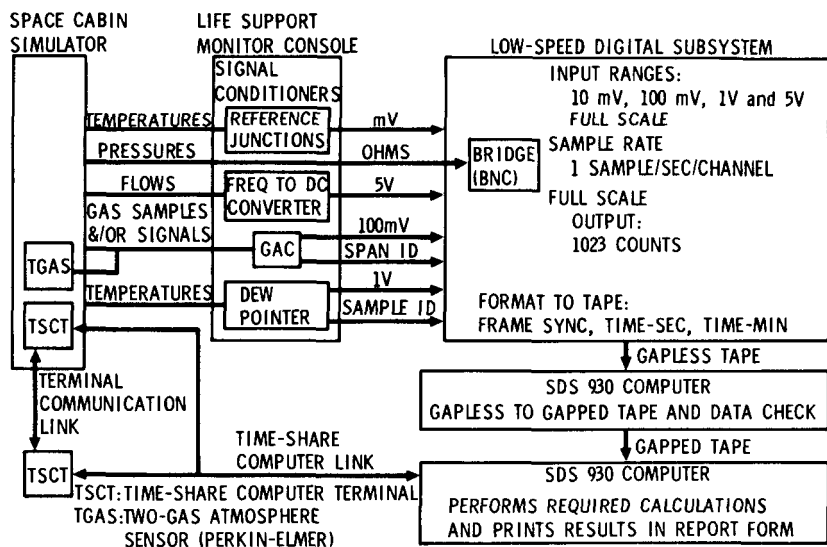 SPACE CABIN
SIMULATOR
LIFE SUPPORT
MONITOR CONSOLE
LOW-SPEED DIGITAL SUBSYSTEM
SIGNAL
CONDITIONERS
TEMPERATURES
REFERENCE
JUNCTIONS
mV
PRESSURES
OHMS
BRIDGE
(BNC)
FLOWS
FREQ TO DC
CONVERTER
5V
GAS SAMPLES
&/OR SIGNALS
TGAS
GAC
100mV
SPAN ID
TEMPERATURES
DEW
POINTER
1V
SAMPLE ID
TSCT
INPUT RANGES:
10 mV, 100 mV, 1V and 5V
FULL SCALE
SAMPLE RATE
1 SAMPLE/SEC/CHANNEL
FULL SCALE
OUTPUT:
1023 COUNTS
FORMAT TO TAPE:
FRAME SYNC, TIME-SEC, TIME-MIN
GAPLESS TAPE
SDS 930 COMPUTER
GAPLESS TO GAPPED TAPE AND DATA CHECK
GAPPED TAPE
SDS 930 COMPUTER
PERFORMS REQUIRED CALCULATIONS
AND PRINTS RESULTS IN REPORT FORM
TERMINAL
COMMUNICATION
LINK
TSCT
TIME-SHARE
COMPUTER LINK
TSCT:TIME-SHARE COMPUTER TERMINAL
TGAS:TWO-GAS ATMOSPHERE
SENSOR (PERKIN-ELMER)